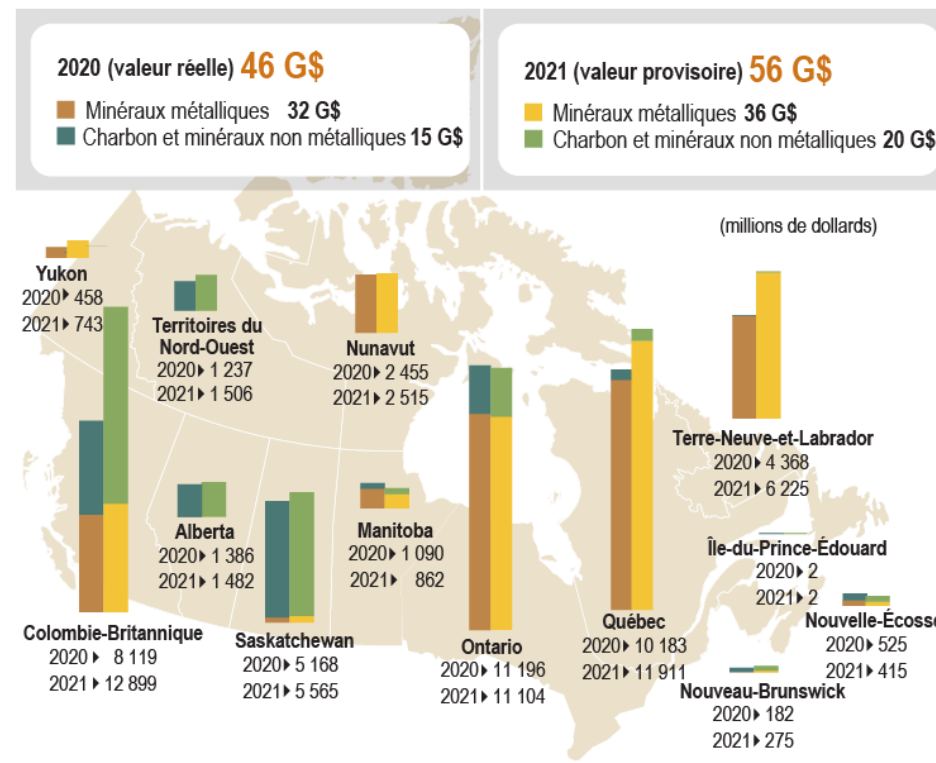 2020 (valeur réelle) 46 G$
Minéraux métalliques 32 G$
Charbon et minéraux non métalliques 15 G$
2021 (valeur provisoire) 56 G$
Minéraux métalliques 36 G$
Charbon et minéraux non métalliques 20 G$
(millions de dollards)
Yukon
2020 458
2021 743
Territoires du
Nord-Ouest
2020 1 237
2021 1 506
Nunavut
2020 2 455
2021 2 515
Terre-Neuve-et-Labrador
2020 4 368
2021 6 225
Alberta
2020 1 386
2021 1 482
Manitoba
2020 1 090
2021 862
Île-du-Prince-Édouard
2020 2
2021 2
Colombie-Britannique
2020 8 119
2021 12 899
Saskatchewan
2020 5 168
2021 5 565
Ontario
2020 11 196
2021 11 104
Québec
2020 10 183
2021 11 911
Nouvelle-Écosse
2020 525
2021 415
Nouveau-Brunswick
2020 182
2021 275